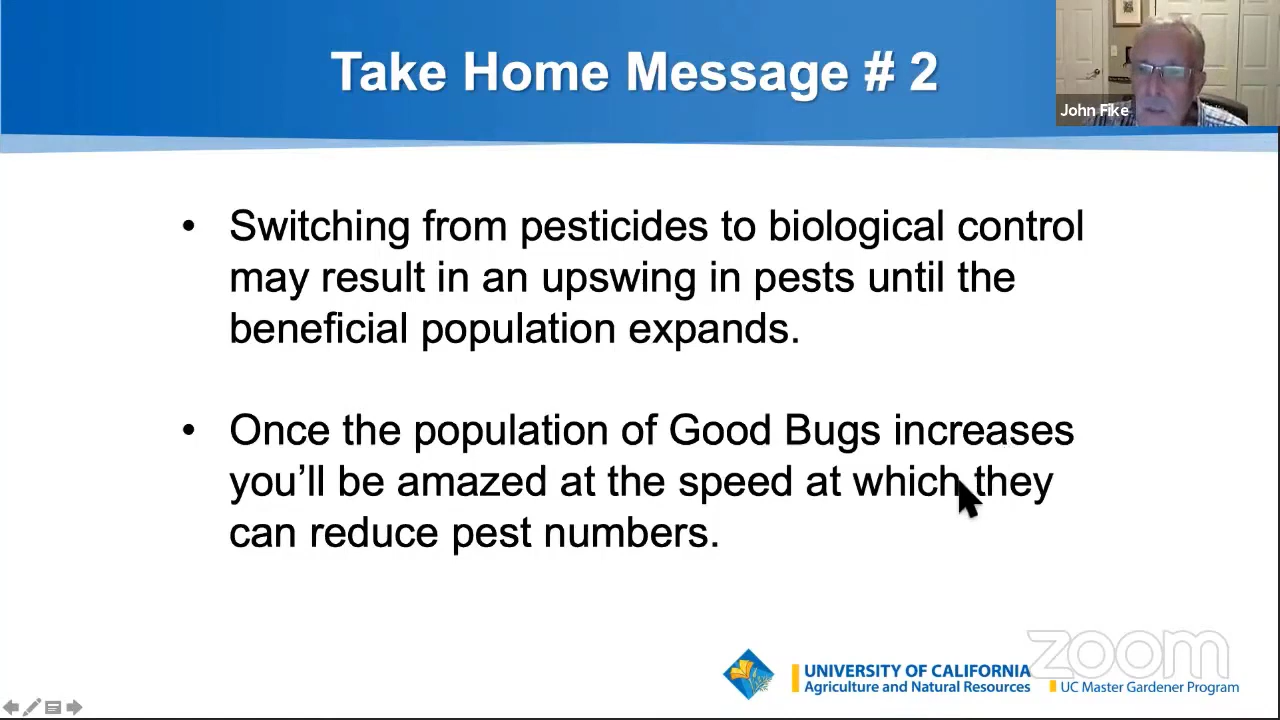 Take Home Message # 2
John Fike
• Switching from pesticides to biological control
may result in an upswing in pests until the
beneficial population expands.
• Once the population of Good Bugs increases
you’ll be amazed at the speed at which they
can reduce pest numbers.
zoom
UNIVERSITY OF CALIFORNIA
Agriculture and Natural Resources
UC Master Gardener Program